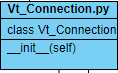 Vt_Connection.py
class Vt_Connection
__init__(self)